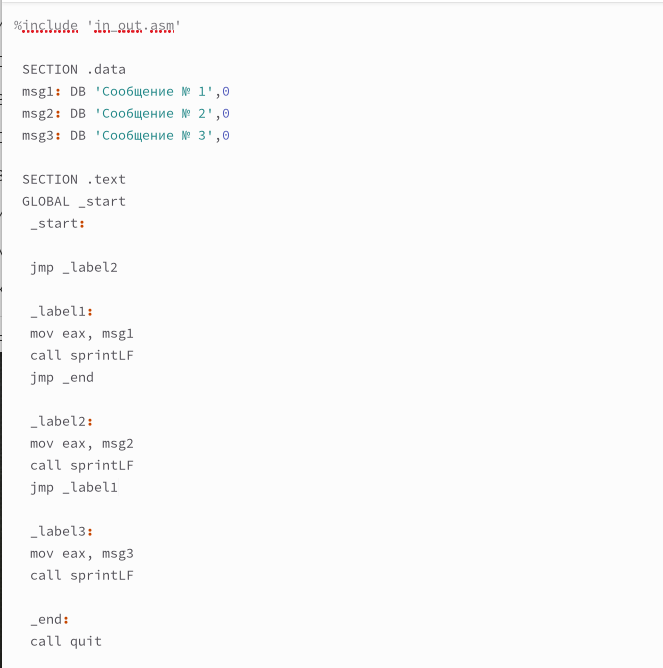 %include 'in_out.asm'
SECTION .data
msg1: DB 'Сообщение № 1',0
msg2: DB 'Сообщение № 2',0
msg3: DB 'Сообщение № 3',0
SECTION .text
GLOBAL _start
_start:
jmp _label2
_label1:
mov eax, msg1
call sprintLF
jmp _end
_label2:
mov eax, msg2
call sprintLF
jmp _label1
_label3:
mov eax, msg3
call sprintLF
_end:
call quit